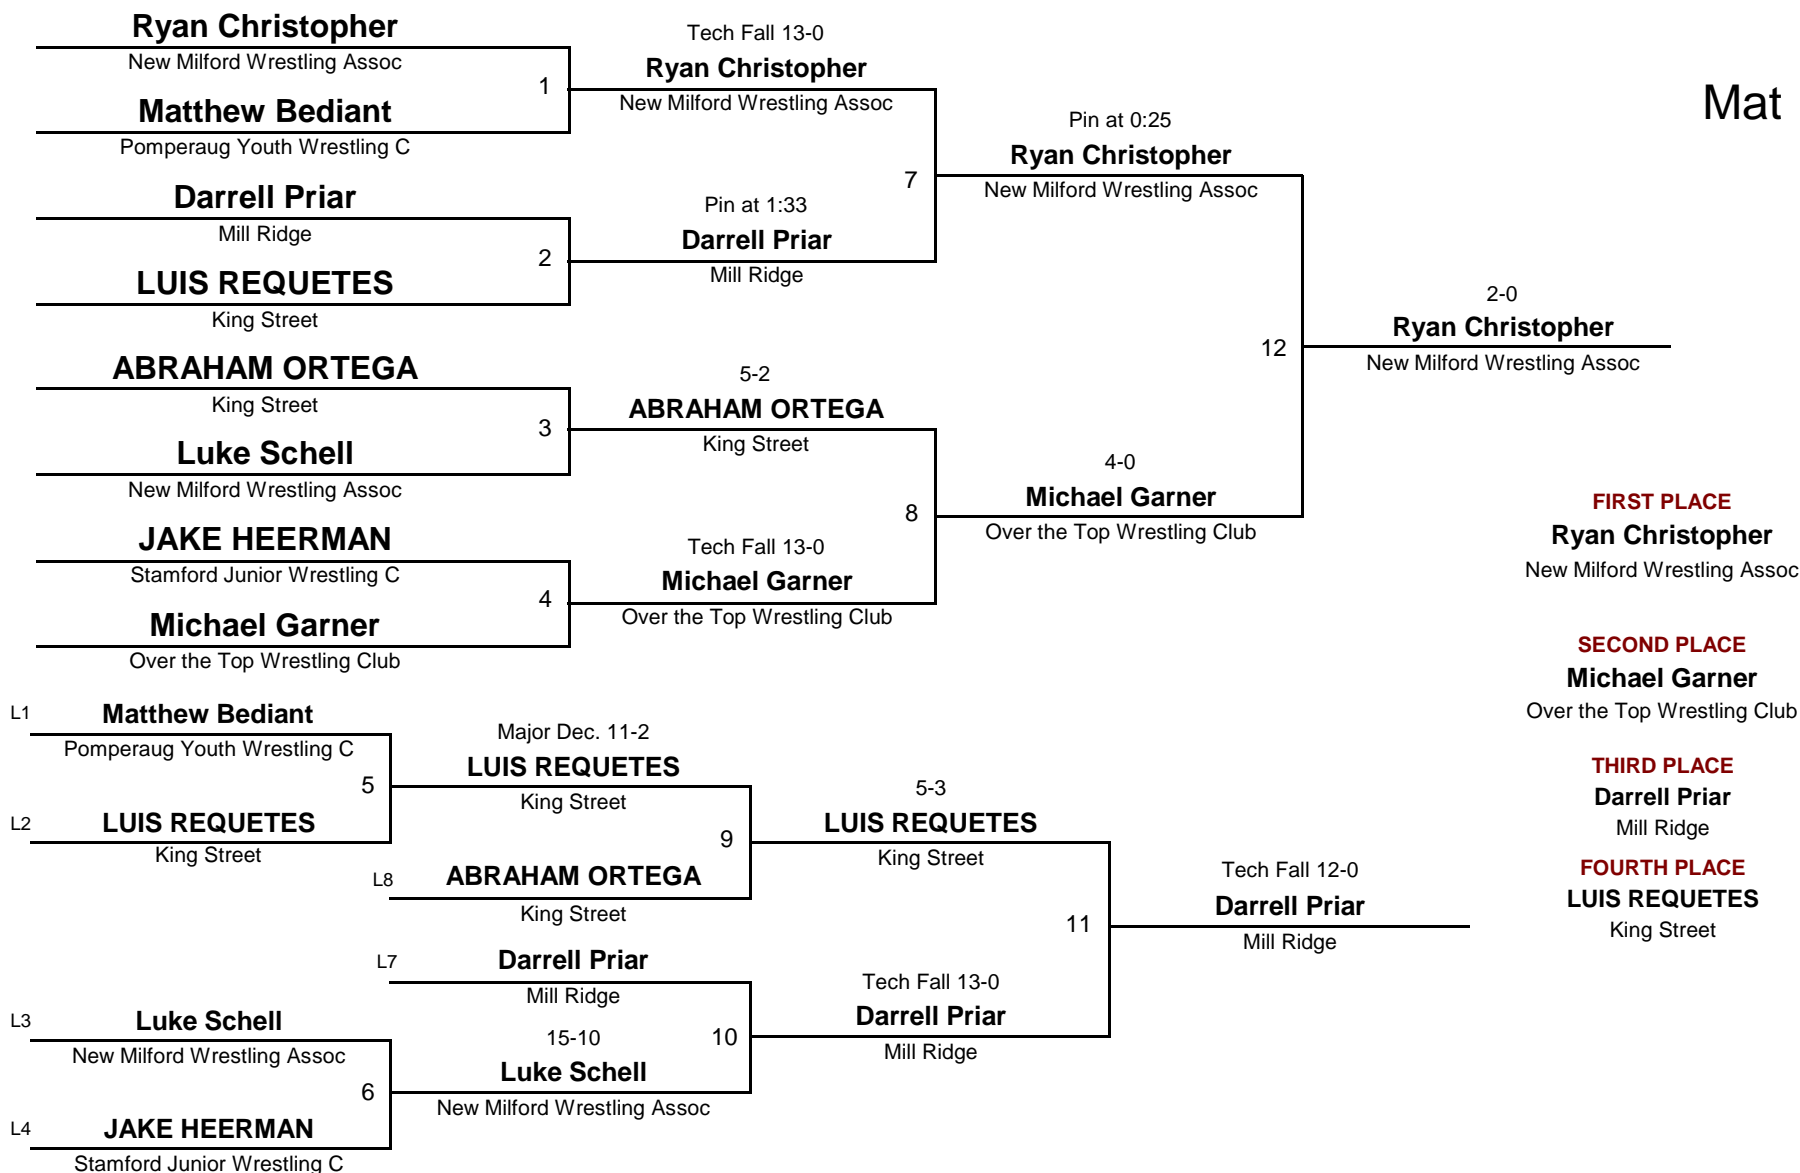 Ryan Christopher
New Milford Wrestling Assoc
1
Matthew Bediant
Pomperaug Youth Wrestling C
Darrell Priar
Mill Ridge
2
LUIS REQUETES
King Street
ABRAHAM ORTEGA
King Street
3
Luke Schell
New Milford Wrestling Assoc
JAKE HEERMAN
Stamford Junior Wrestling C
4
Michael Garner
Over the Top Wrestling Club
Tech Fall 13-0
Ryan Christopher
New Milford Wrestling Assoc
7
Pin at 1:33
Darrell Priar
Mill Ridge
5-2
ABRAHAM ORTEGA
King Street
8
Tech Fall 13-0
Michael Garner
Over the Top Wrestling Club
Pin at 0:25
Ryan Christopher
New Milford Wrestling Assoc
12
4-0
Michael Garner
Over the Top Wrestling Club
2-0
Ryan Christopher
New Milford Wrestling Assoc
Mat
FIRST PLACE
Ryan Christopher
New Milford Wrestling Assoc
SECOND PLACE
Michael Garner
Over the Top Wrestling Club
THIRD PLACE
Darrell Priar
Mill Ridge
FOURTH PLACE
LUIS REQUETES
King Street
L1
Matthew Bediant
Pomperaug Youth Wrestling C
5
L2
LUIS REQUETES
King Street
L3
Luke Schell
New Milford Wrestling Assoc
6
L4
JAKE HEERMAN
Stamford Junior Wrestling C
Major Dec. 11-2
LUIS REQUETES
King Street
9
L8
ABRAHAM ORTEGA
King Street
L7
Darrell Priar
Mill Ridge
10
15-10
Luke Schell
New Milford Wrestling Assoc
5-3
LUIS REQUETES
King Street
11
Tech Fall 13-0
Darrell Priar
Mill Ridge
Tech Fall 12-0
Darrell Priar
Mill Ridge